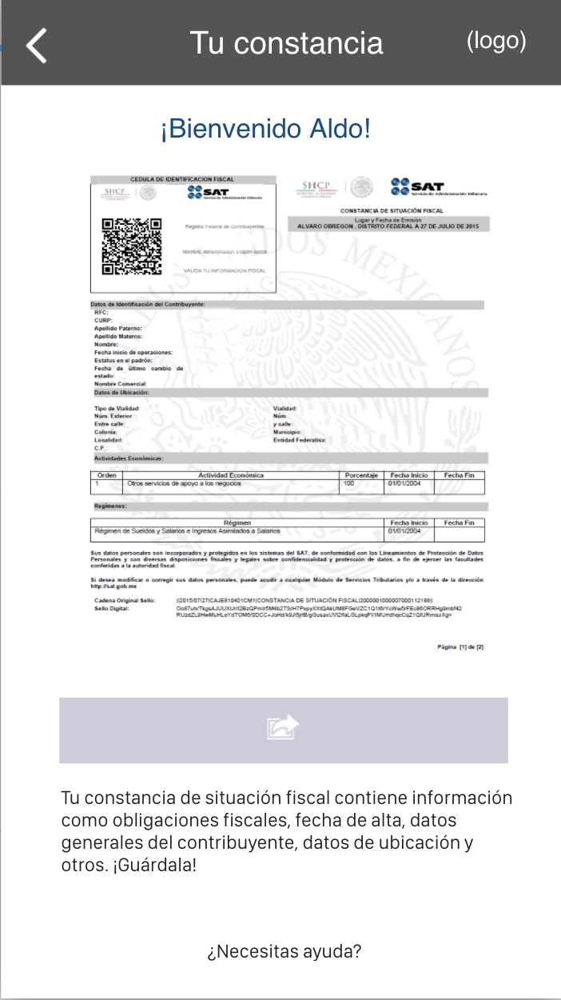 Tu constancia
(logo)
¡Bienvenido Aldo!
CEDULA DE IDENTIFICACION FISCAL
SHCP
SAT
Servicio de Administración Tributaria
Registro Federal de Contribuyentes
Nombre, denominación o razón social
VALIDA TU INFORMACION FISCAL
SHCP
SAT
Servicio de Administración Tributaria
CONSTANCIA DE SITUACIÓN FISCAL
Lugar y Fecha de Emisión
ALVARO OBREGON , DISTRITO FEDERAL A 27 DE JULIO DE 2015
DOS MEXICANOS
Datos de Identificación del Contribuyente:
RFC:
CURP:
Apellido Paterno:
Apellido Materno:
Nombre:
Fecha inicio de operaciones:
Estatus en el padrón:
Fecha de último cambio de
estado:
Nombre Comercial:
Datos de Ubicación:
Tipo de Vialidad: Vialidad:
Núm. Exterior: Núm
Entre calle: y calle:
Colonia: Municipio:
Localidad: Entidad Federativa:
C.P.
Actividades Económicas:
Orden Actividad Económica Porcentaje Fecha Inicio Fecha Fin
1 Otros servicios de apoyo a los negocios 100 01/01/2004
Regímenes:
Régimen Fecha Inicio Fecha Fin
Régimen de Sueldos y Salarios e Ingresos Asimilados a Salarios 01/01/2004
Sus datos personales son incorporados y protegidos en los sistemas del SAT, de conformidad con los Lineamientos de Protección de Datos
Personales y con diversas disposiciones fiscales y legales sobre confidencialidad y protección de datos, a fin de ejercer las facultades
conferidas a la autoridad fiscal.
Si desea modificar o corregir sus datos personales, puede acudir a cualquier Módulo de Servicios Tributarios y/o a través de la dirección
http://sat.gob.mx
Cadena Original Sello: ||2015/07/27|CAJE810401CM1|CONSTANCIA DE SITUACIÓN FISCAL|200001000007000112188||
Sello Digital:
Página [1] de [2]
Tu constancia de situación fiscal contiene información
como obligaciones fiscales, fecha de alta, datos
generales del contribuyente, datos de ubicación y
otros. ¡Guárdala!
¿Necesitas ayuda?